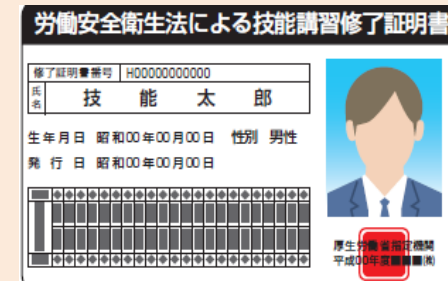 労働安全衛生法による技能講習修了証明書
修了証明書番号 H00000000000
氏名 技能太郎
生年月日 昭和00年00月00日 性別 男性
発行日 昭和00年00月00日
厚生労働省指定機関
平成00年度■■■■㈱